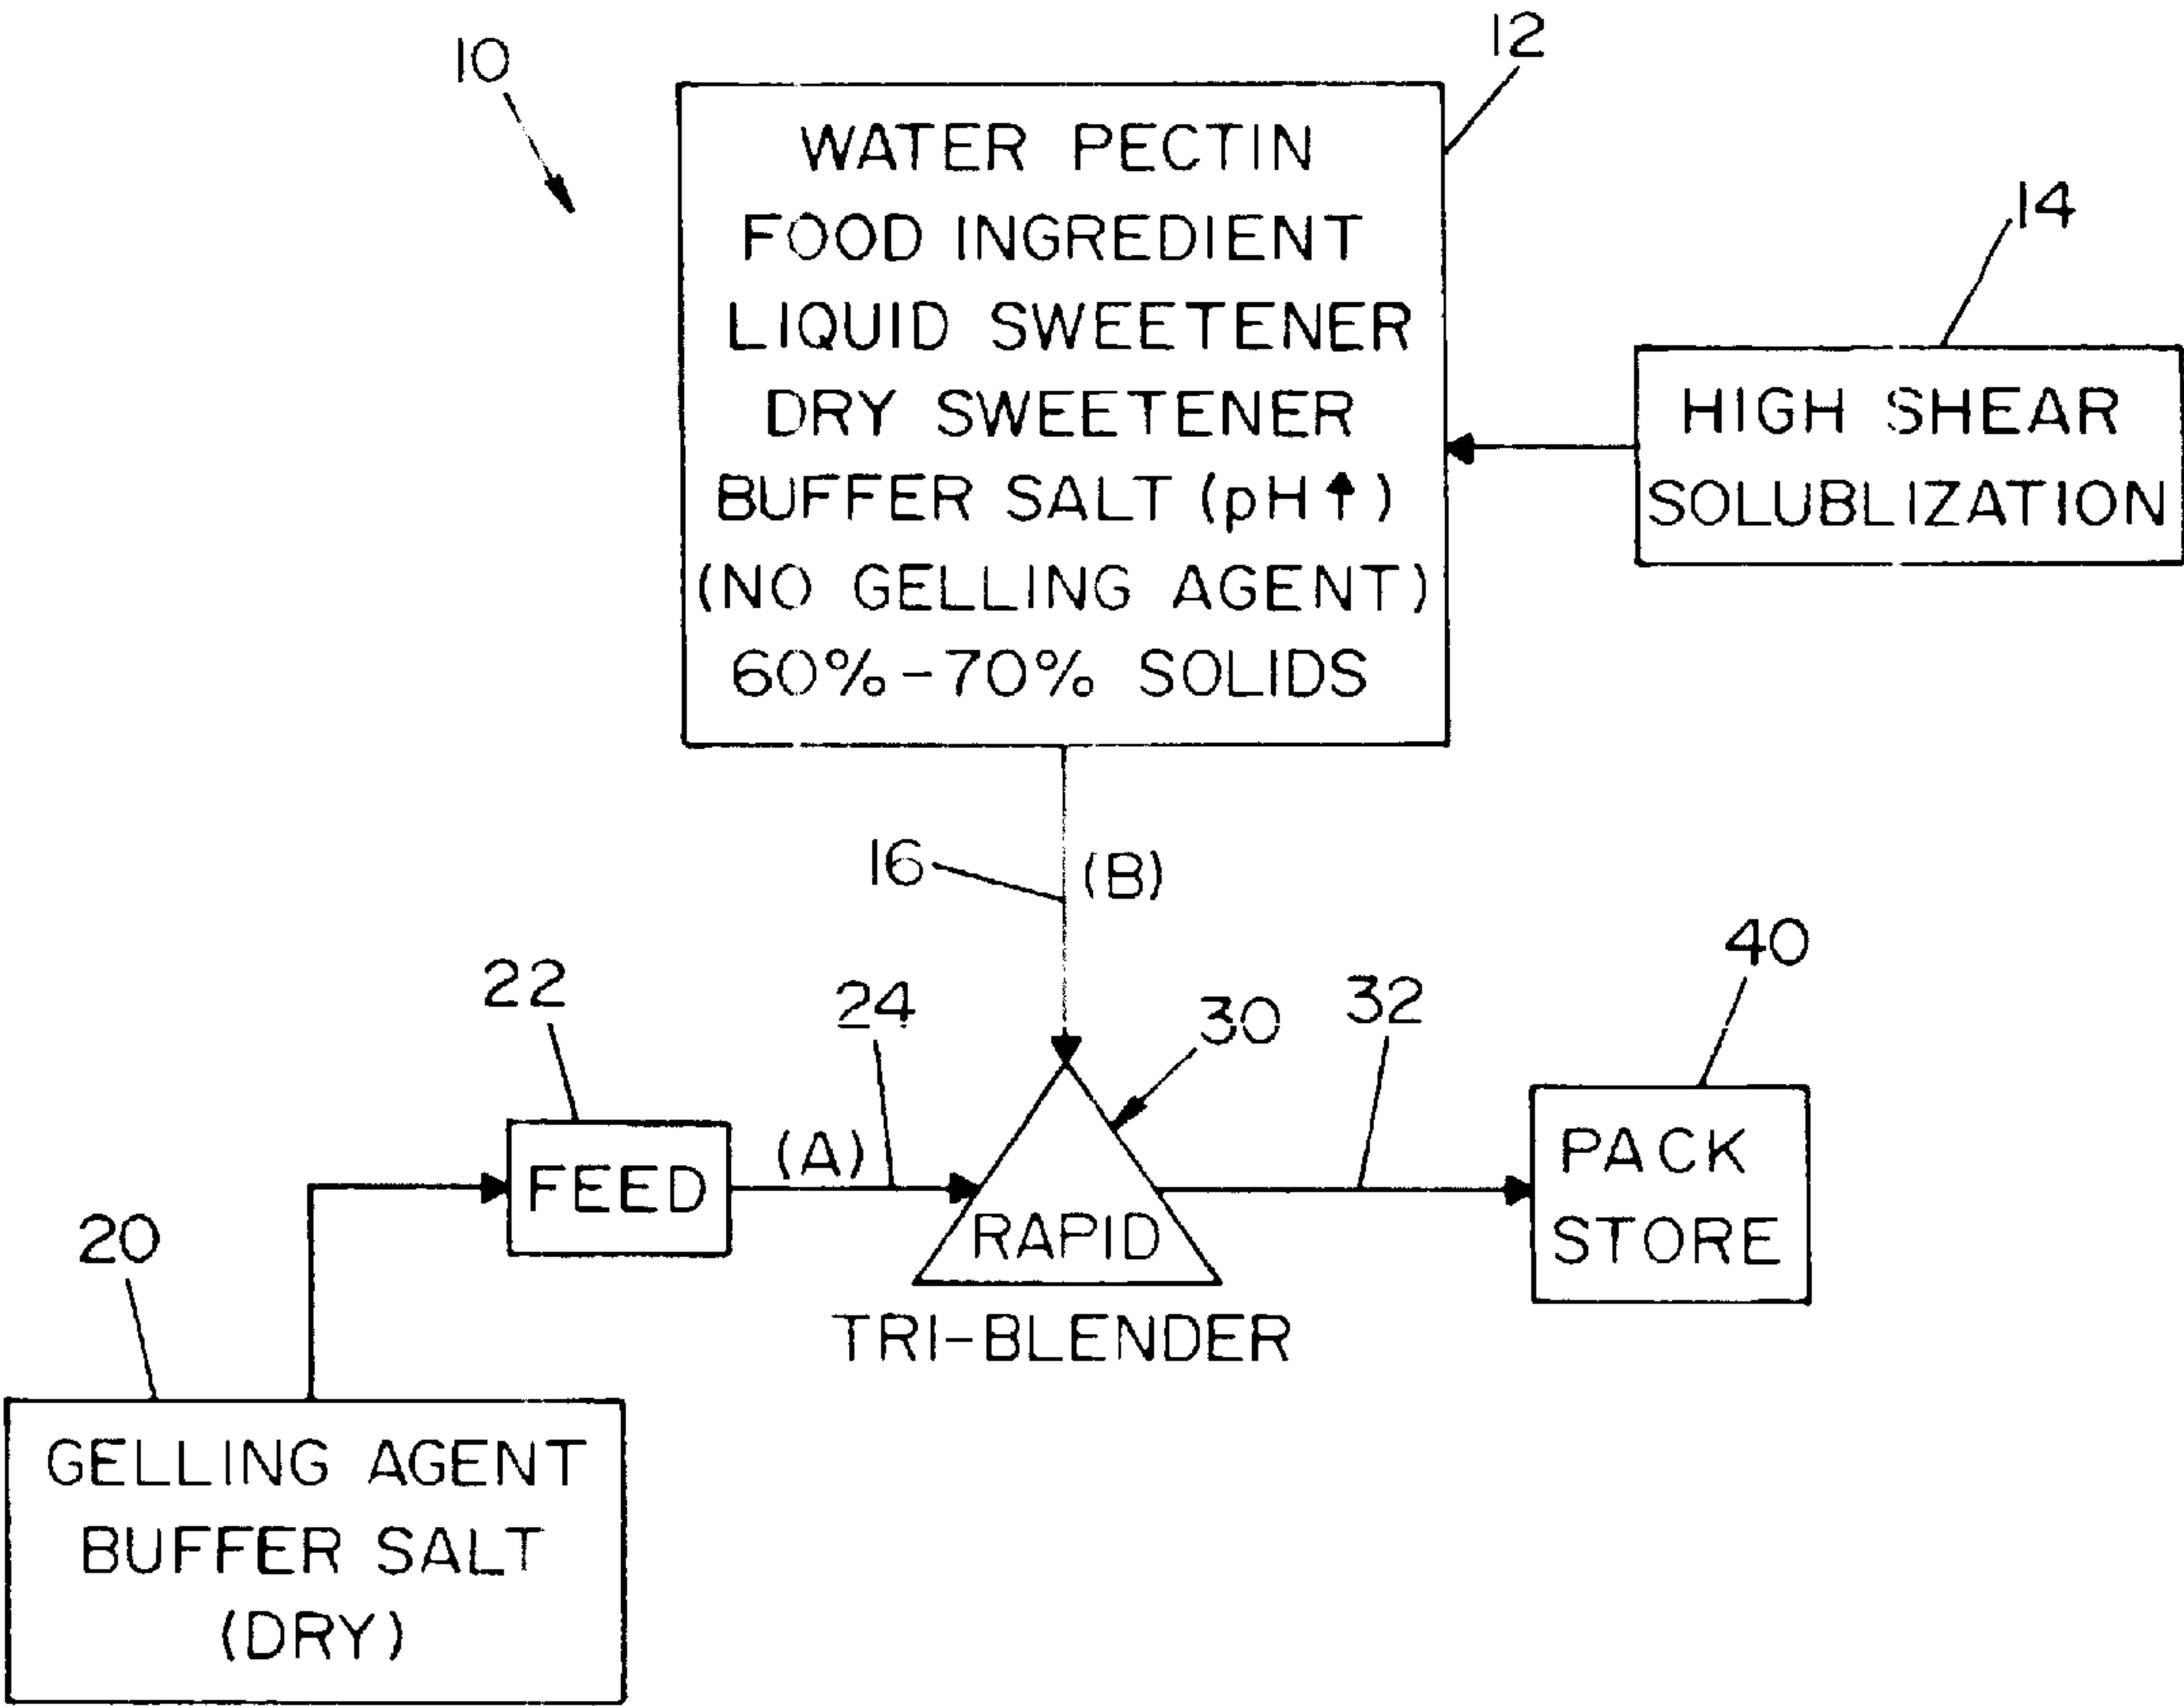 10
12
WATER PECTIN
FOOD INGREDIENT
LIQUID SWEETENER
DRY SWEETENER
BUFFER SALT (pH↑)
(NO GELLING AGENT)
60%-70% SOLIDS
14
HIGH SHEAR
SOLUBLIZATION
16
(B)
40
22
24
30
32
FEED
(A)
RAPID
PACK
STORE
TRI-BLENDER
20
GELLING AGENT
BUFFER SALT
(DRY)